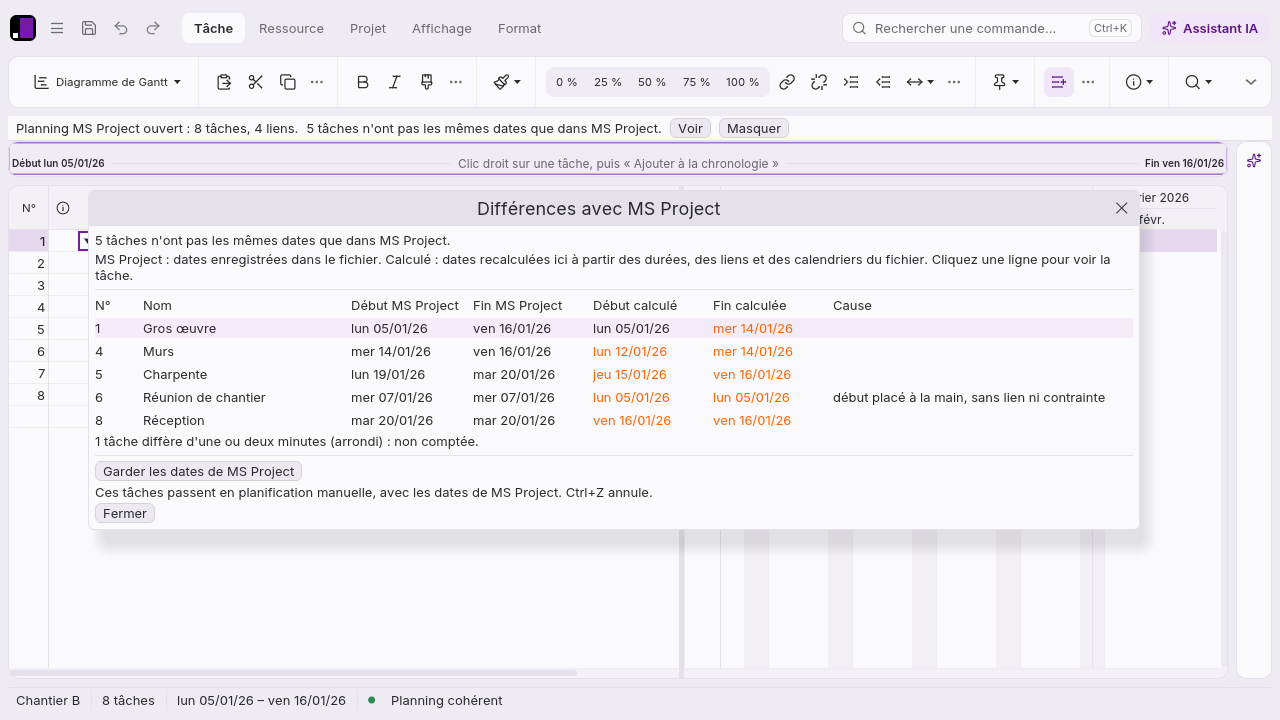 Tâche Ressource Projet Affichage Format Rechercher une commande... Ctrl+K Assistant IA
Diagramme de Gantt 0 % 25 % 50 % 75 % 100 %
Planning MS Project ouvert : 8 tâches, 4 liens. 5 tâches n'ont pas les mêmes dates que dans MS Project. Voir Masquer
Début lun 05/01/26 Clic droit sur une tâche, puis « Ajouter à la chronologie » Fin ven 16/01/26
N°
rier 2026
févr.
1
2
3
4
5
6
7
8
Différences avec MS Project
5 tâches n'ont pas les mêmes dates que dans MS Project.
MS Project : dates enregistrées dans le fichier. Calculé : dates recalculées ici à partir des durées, des liens et des calendriers du fichier. Cliquez une ligne pour voir la
tâche.
N° Nom Début MS Project Fin MS Project Début calculé Fin calculée Cause
1 Gros œuvre lun 05/01/26 ven 16/01/26 lun 05/01/26 mer 14/01/26
4 Murs mer 14/01/26 ven 16/01/26 lun 12/01/26 mer 14/01/26
5 Charpente lun 19/01/26 mar 20/01/26 jeu 15/01/26 ven 16/01/26
6 Réunion de chantier mer 07/01/26 mer 07/01/26 lun 05/01/26 lun 05/01/26 début placé à la main, sans lien ni contrainte
8 Réception mar 20/01/26 mar 20/01/26 ven 16/01/26 ven 16/01/26
1 tâche diffère d'une ou deux minutes (arrondi) : non comptée.
Garder les dates de MS Project
Ces tâches passent en planification manuelle, avec les dates de MS Project. Ctrl+Z annule.
Fermer
Chantier B 8 tâches lun 05/01/26 – ven 16/01/26 Planning cohérent